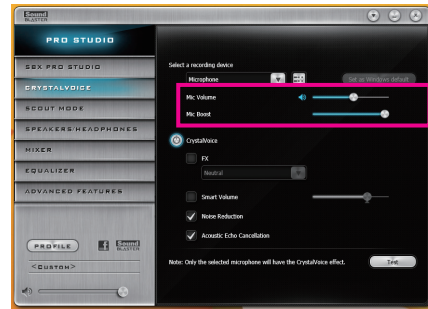 Sound
BLASTER
PRO STUDIO
SBX PRO STUDIO
CRYSTALVOICE
SCOUT MODE
SPEAKERS/HEADPHONES
MIXER
EQUALIZER
ADVANCED FEATURES
PROFILE
f
Sound
BLASTER
<CUSTOM>
Select a recording device
Microphone
Set as Windows default
Mic Volume
Mic Boost
CrystalVoice
FX
Neutral
Smart Volume
Noise Reduction
Acoustic Echo Cancellation
Note: Only the selected microphone will have the CrystalVoice effect.
Test